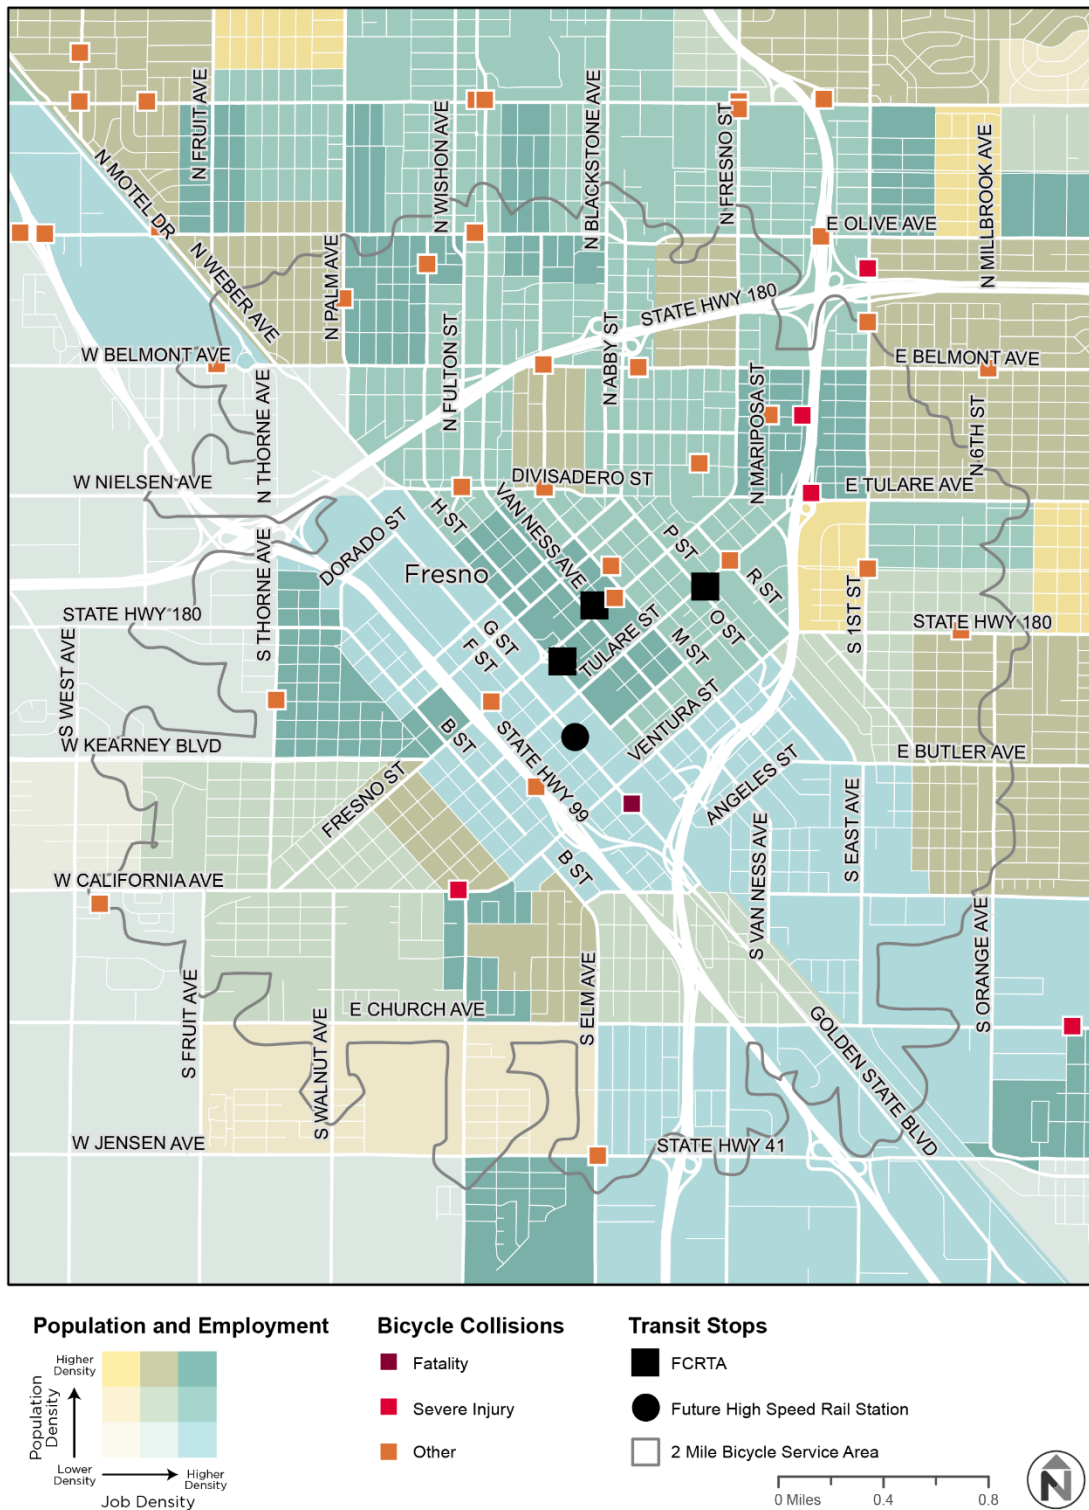 N FRUIT AVE
N WISHON AVE
N BLACKSTONE AVE
N FRESNO ST
N MILLBROOK AVE
N MOTEL DR
E OLIVE AVE
N WEBER AVE
N PALM AVE
STATE HWY 180
W BELMONT AVE
N FULTON ST
N ABBY ST
E BELMONT AVE
N THORNE AVE
N MARIPOSA ST
N 6TH ST
W NIELSEN AVE
DIVISADERO ST
E TULARE AVE
DORADO ST
H ST
VAN NESS AVE
P ST
R ST
Fresno
S THORNE AVE
STATE HWY 180
TULARE ST
O ST
S 1ST ST
STATE HWY 180
G ST
F ST
M ST
S WEST AVE
W KEARNEY BLVD
B ST
STATE HWY 99
VENTURA ST
E BUTLER AVE
FRESNO ST
ANGELES ST
W CALIFORNIA AVE
B ST
S VAN NESS AVE
S EAST AVE
S FRUIT AVE
E CHURCH AVE
S ELM AVE
S ORANGE AVE
S WALNUT AVE
GOLDEN STATE BLVD
W JENSEN AVE
STATE HWY 41
Population and Employment
Higher
Density
Population
Density
Lower
Density
Higher
Density
Job Density
Bicycle Collisions
Fatality
Severe Injury
Other
Transit Stops
FCRTA
Future High Speed Rail Station
2 Mile Bicycle Service Area
0 Miles
0.4
0.8
N